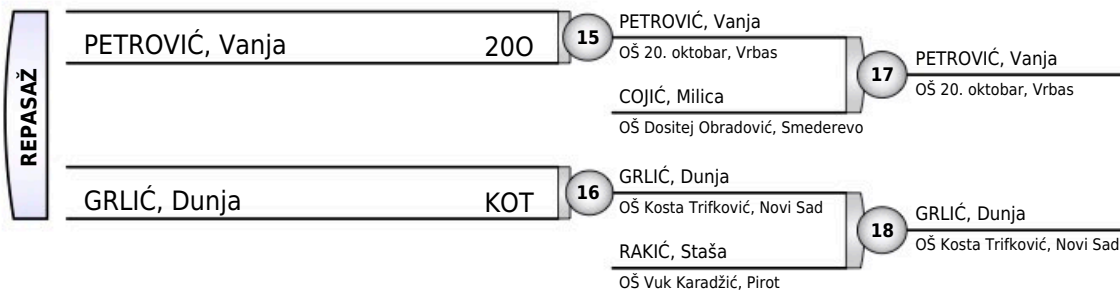 REPASAŽ
PETROVIĆ, Vanja 20O
15
PETROVIĆ, Vanja
OŠ 20. oktobar, Vrbas
COJIĆ, Milica
OŠ Dositej Obradović, Smederevo
17
PETROVIĆ, Vanja
OŠ 20. oktobar, Vrbas
GRLIĆ, Dunja KOT
16
GRLIĆ, Dunja
OŠ Kosta Trifković, Novi Sad
RAKIĆ, Staša
OŠ Vuk Karadžić, Pirot
18
GRLIĆ, Dunja
OŠ Kosta Trifković, Novi Sad